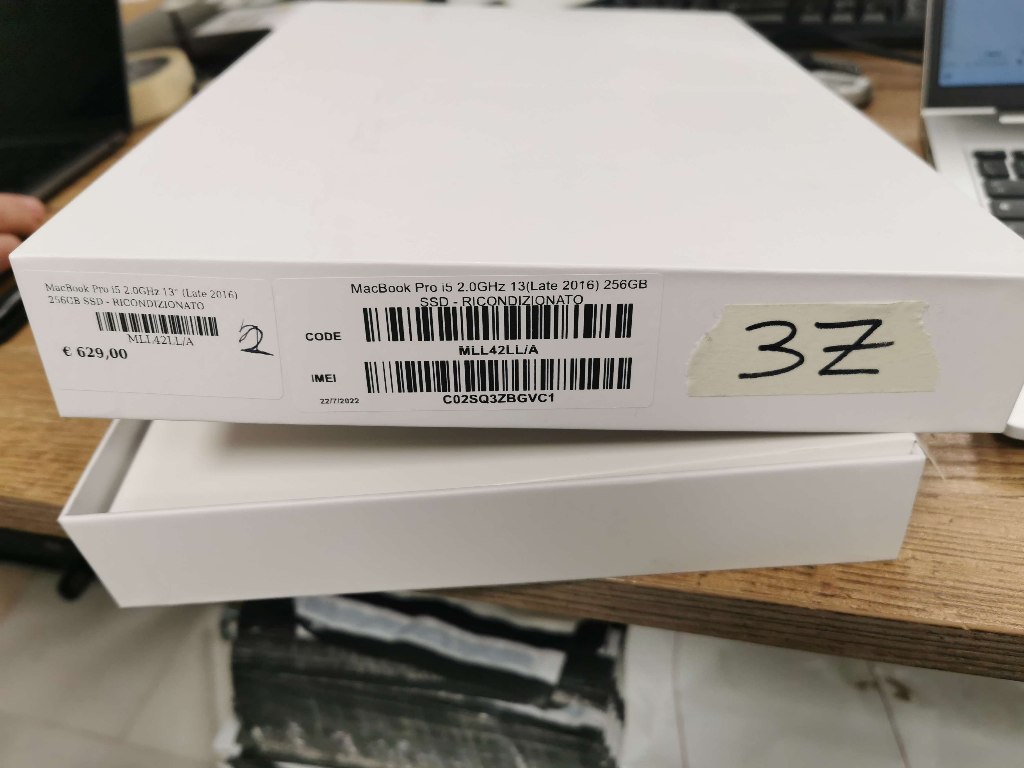 MacBook Pro i5 2.0GHz 13" (Late 2016)
256GB SSD - RICONDIZIONATO
MLL42LL/A
€ 629,00
2
MacBook Pro i5 2.0GHz 13(Late 2016) 256GB
SSD - RICONDIZIONATO
CODE
MLL42LL/A
IMEI
22/7/2022
C02SQ3ZBGVC1
3Z